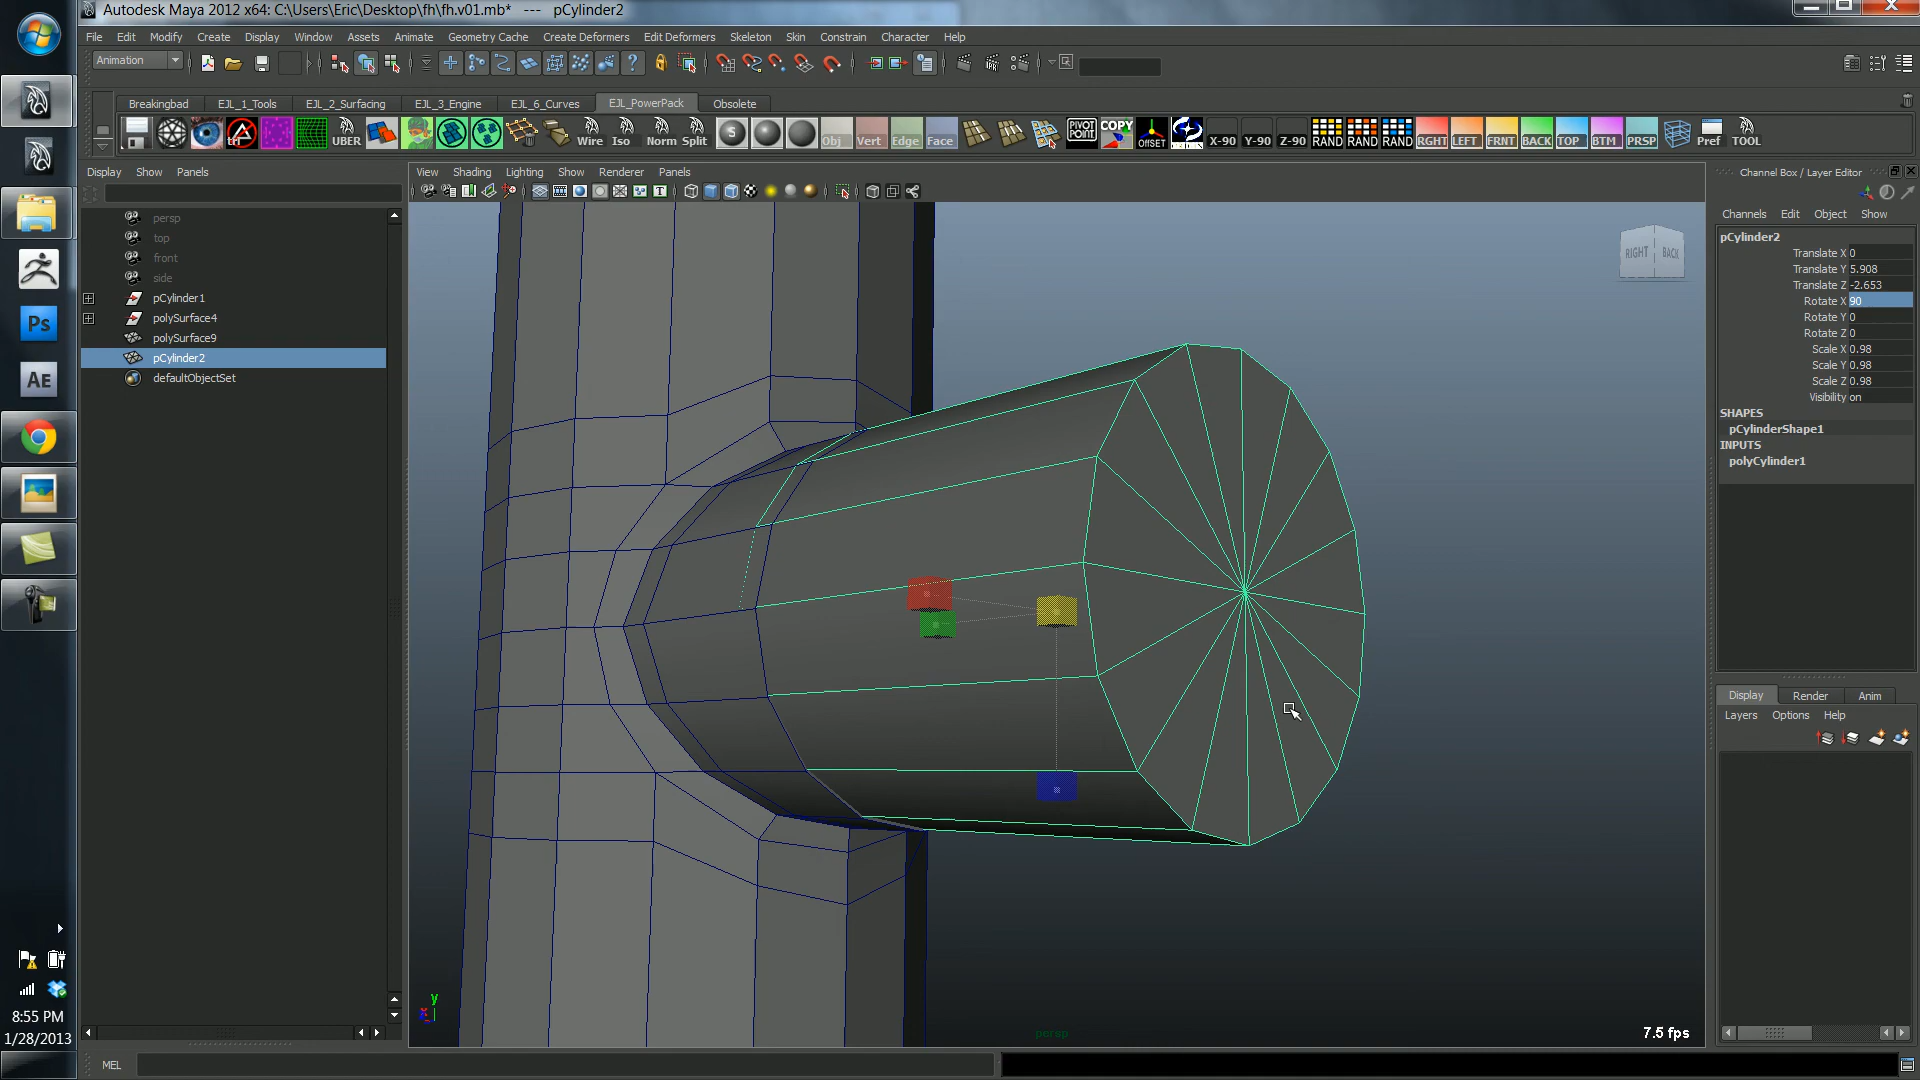 Autodesk Maya 2012 x64: C:\Users\Eric\Desktop\fh\fh.v01.mb* --- pCylinder2
File Edit Modify Create Display Window Assets Animate Geometry Cache Create Deformers Edit Deformers Skeleton Skin Constrain Character Help
Animation
Breakingbad EJL_1_Tools EJL_2_Surfacing EJL_3_Engine EJL_6_Curves EJL_PowerPack Obsolete
tri UBER Wire Iso Norm Split S Obj Vert Edge Face PIVOT POINT COPY OffSET X-90 Y-90 Z-90 RAND RAND RAND RGHT LEFT FRNT BACK TOP BTM PRSP Pref TOOL
Display Show Panels
View Shading Lighting Show Renderer Panels
persp
top
front
side
pCylinder1
polySurface4
polySurface9
pCylinder2
defaultObjectSet
RIGHT BACK
Channel Box / Layer Editor
Channels Edit Object Show
pCylinder2
Translate X 0
Translate Y 5.908
Translate Z -2.653
Rotate X 90
Rotate Y 0
Rotate Z 0
Scale X 0.98
Scale Y 0.98
Scale Z 0.98
Visibility on
SHAPES
pCylinderShape1
INPUTS
polyCylinder1
Display Render Anim
Layers Options Help
Ps
AE
y
x
persp
7.5 fps
8:55 PM
1/28/2013
MEL